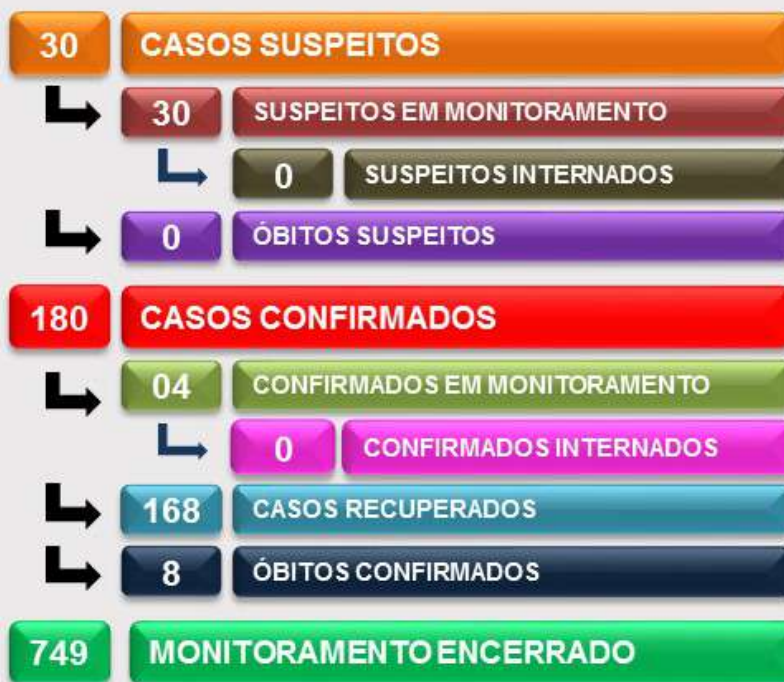 30 CASOS SUSPEITOS
30 SUSPEITOS EM MONITORAMENTO
0 SUSPEITOS INTERNADOS
0 ÓBITOS SUSPEITOS
180 CASOS CONFIRMADOS
04 CONFIRMADOS EM MONITORAMENTO
0 CONFIRMADOS INTERNADOS
168 CASOS RECUPERADOS
8 ÓBITOS CONFIRMADOS
749 MONITORAMENTO ENCERRADO